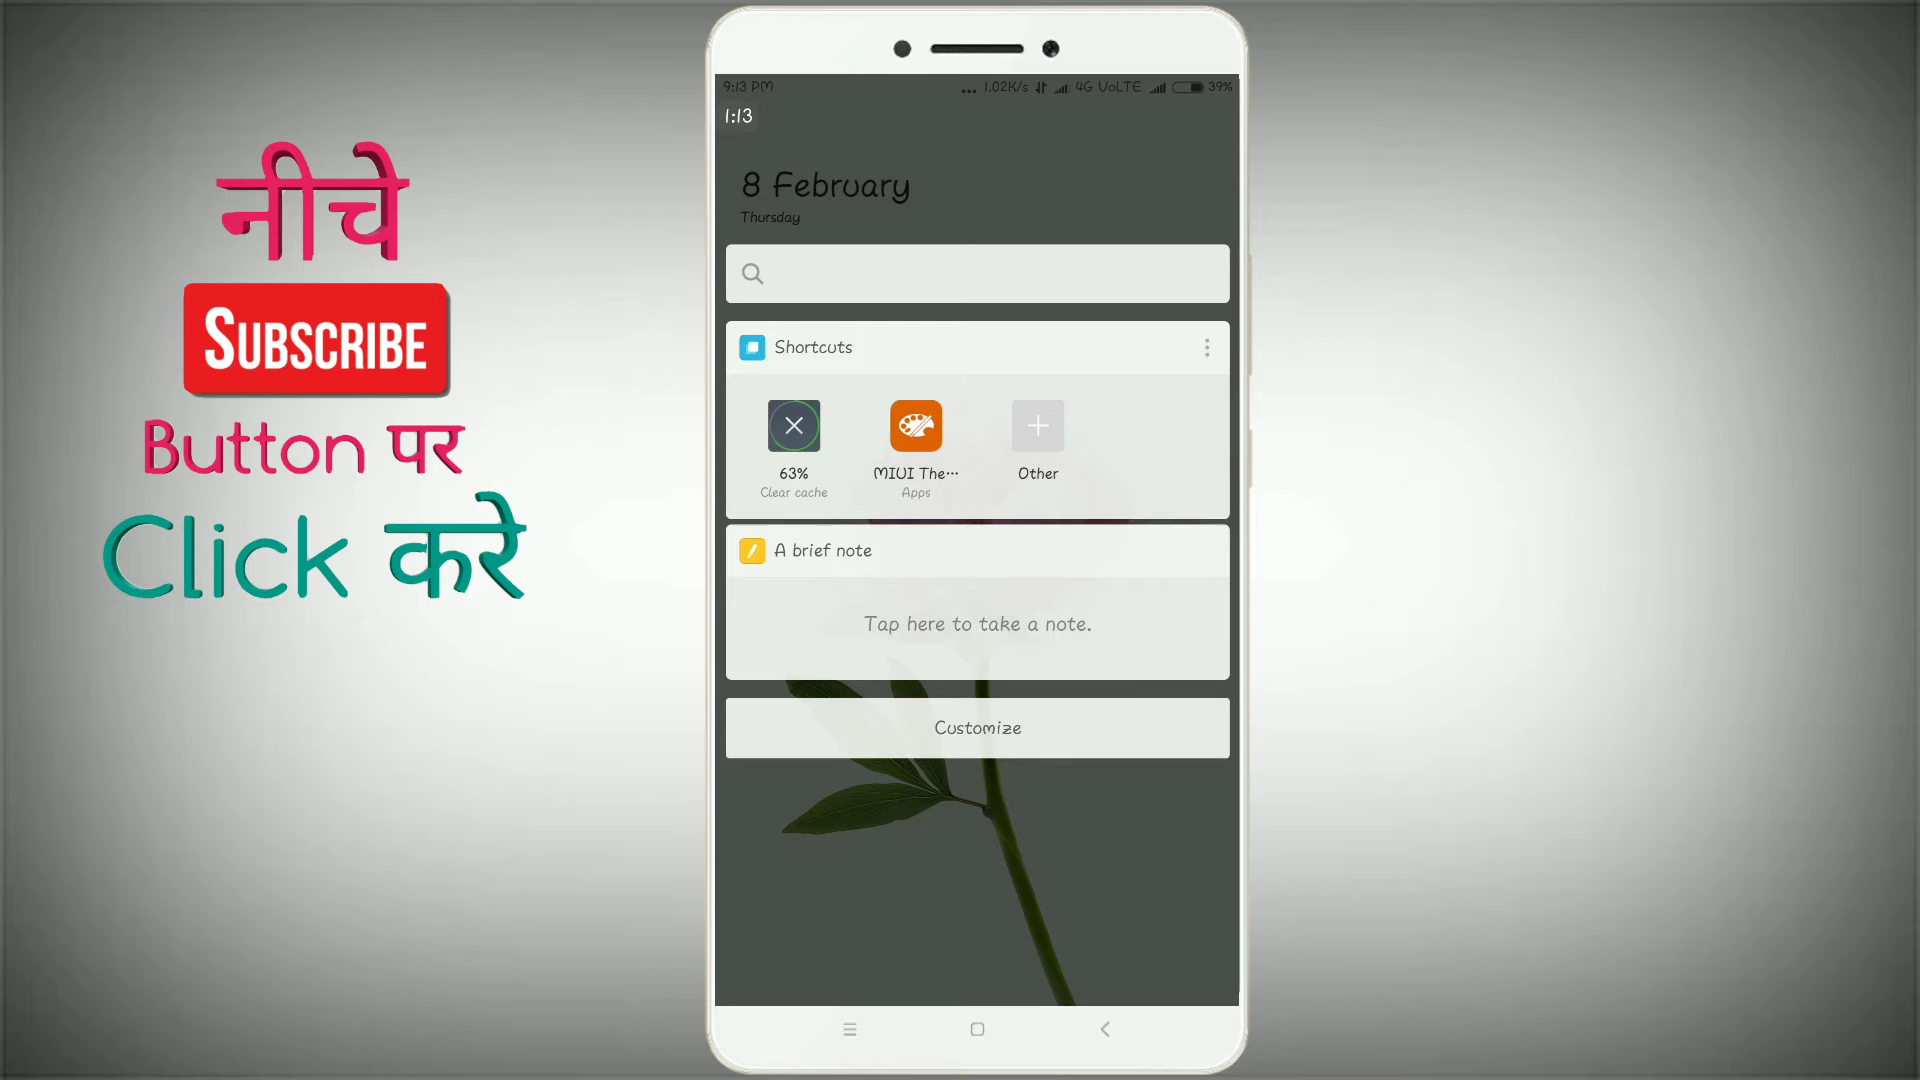 नीचे
SUBSCRIBE
Button पर
Click करे
9:13 PM ... 1.02K/s 4G VoLTE 39%
1:13
8 February
Thursday
Shortcuts
63% MIUI The... Other
Clear cache Apps
A brief note
Tap here to take a note.
Customize